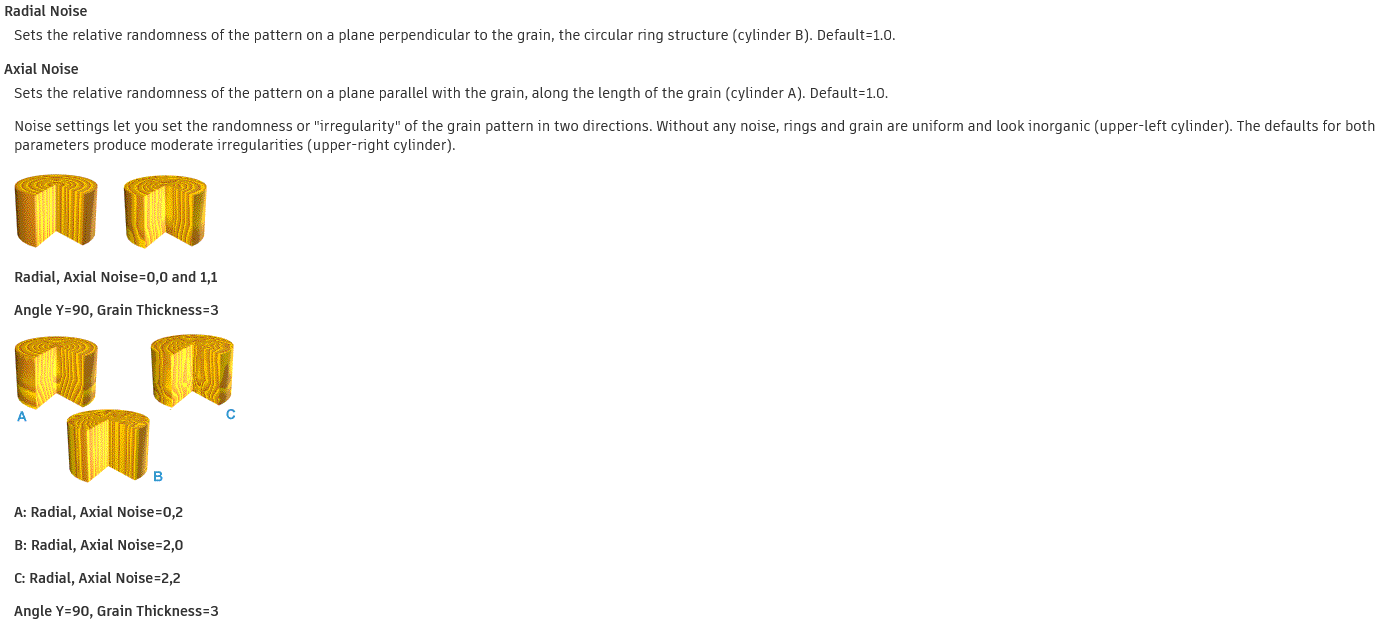 Radial Noise
Sets the relative randomness of the pattern on a plane perpendicular to the grain, the circular ring structure (cylinder B). Default=1.0.
Axial Noise
Sets the relative randomness of the pattern on a plane parallel with the grain, along the length of the grain (cylinder A). Default=1.0.
Noise settings let you set the randomness or "irregularity" of the grain pattern in two directions. Without any noise, rings and grain are uniform and look inorganic (upper-left cylinder). The defaults for both
parameters produce moderate irregularities (upper-right cylinder).
Radial, Axial Noise=0,0 and 1,1
Angle Y=90, Grain Thickness=3
A
C
B
A: Radial, Axial Noise=0,2
B: Radial, Axial Noise=2,0
C: Radial, Axial Noise=2,2
Angle Y=90, Grain Thickness=3